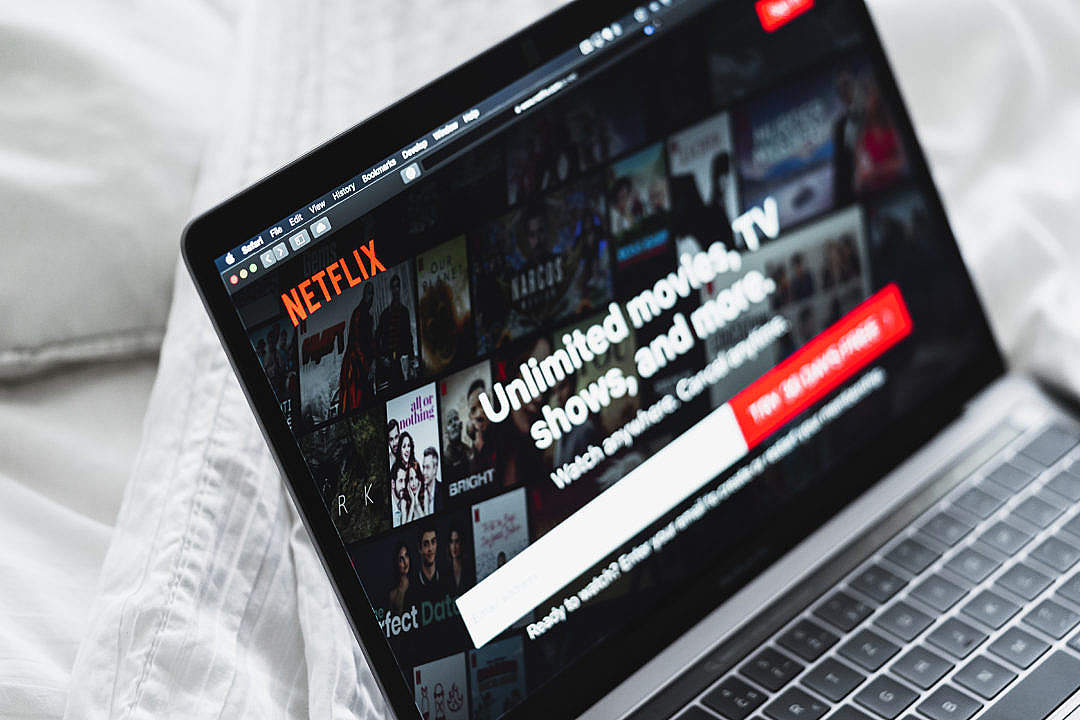 Safari File Edit View History Bookmarks Develop Window Help
NETFLIX
OUR PLANET
NARCOS
all or nothing
BRIGHT
R K
fect Date
Unlimited movies, TV
shows, and more.
Watch anywhere. Cancel anytime.
TRY 30 DAYS FREE
Ready to watch? Enter your email to create or restart your membership.